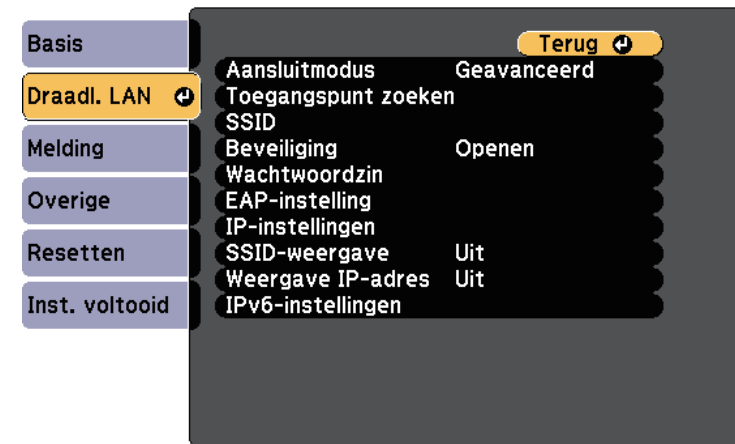 Basis
Draadl. LAN
Melding
Overige
Resetten
Inst. voltooid
Terug
Aansluitmodus Geavanceerd
Toegangspunt zoeken
SSID
Beveiliging Openen
Wachtwoordzin
EAP-instelling
IP-instellingen
SSID-weergave Uit
Weergave IP-adres Uit
IPv6-instellingen